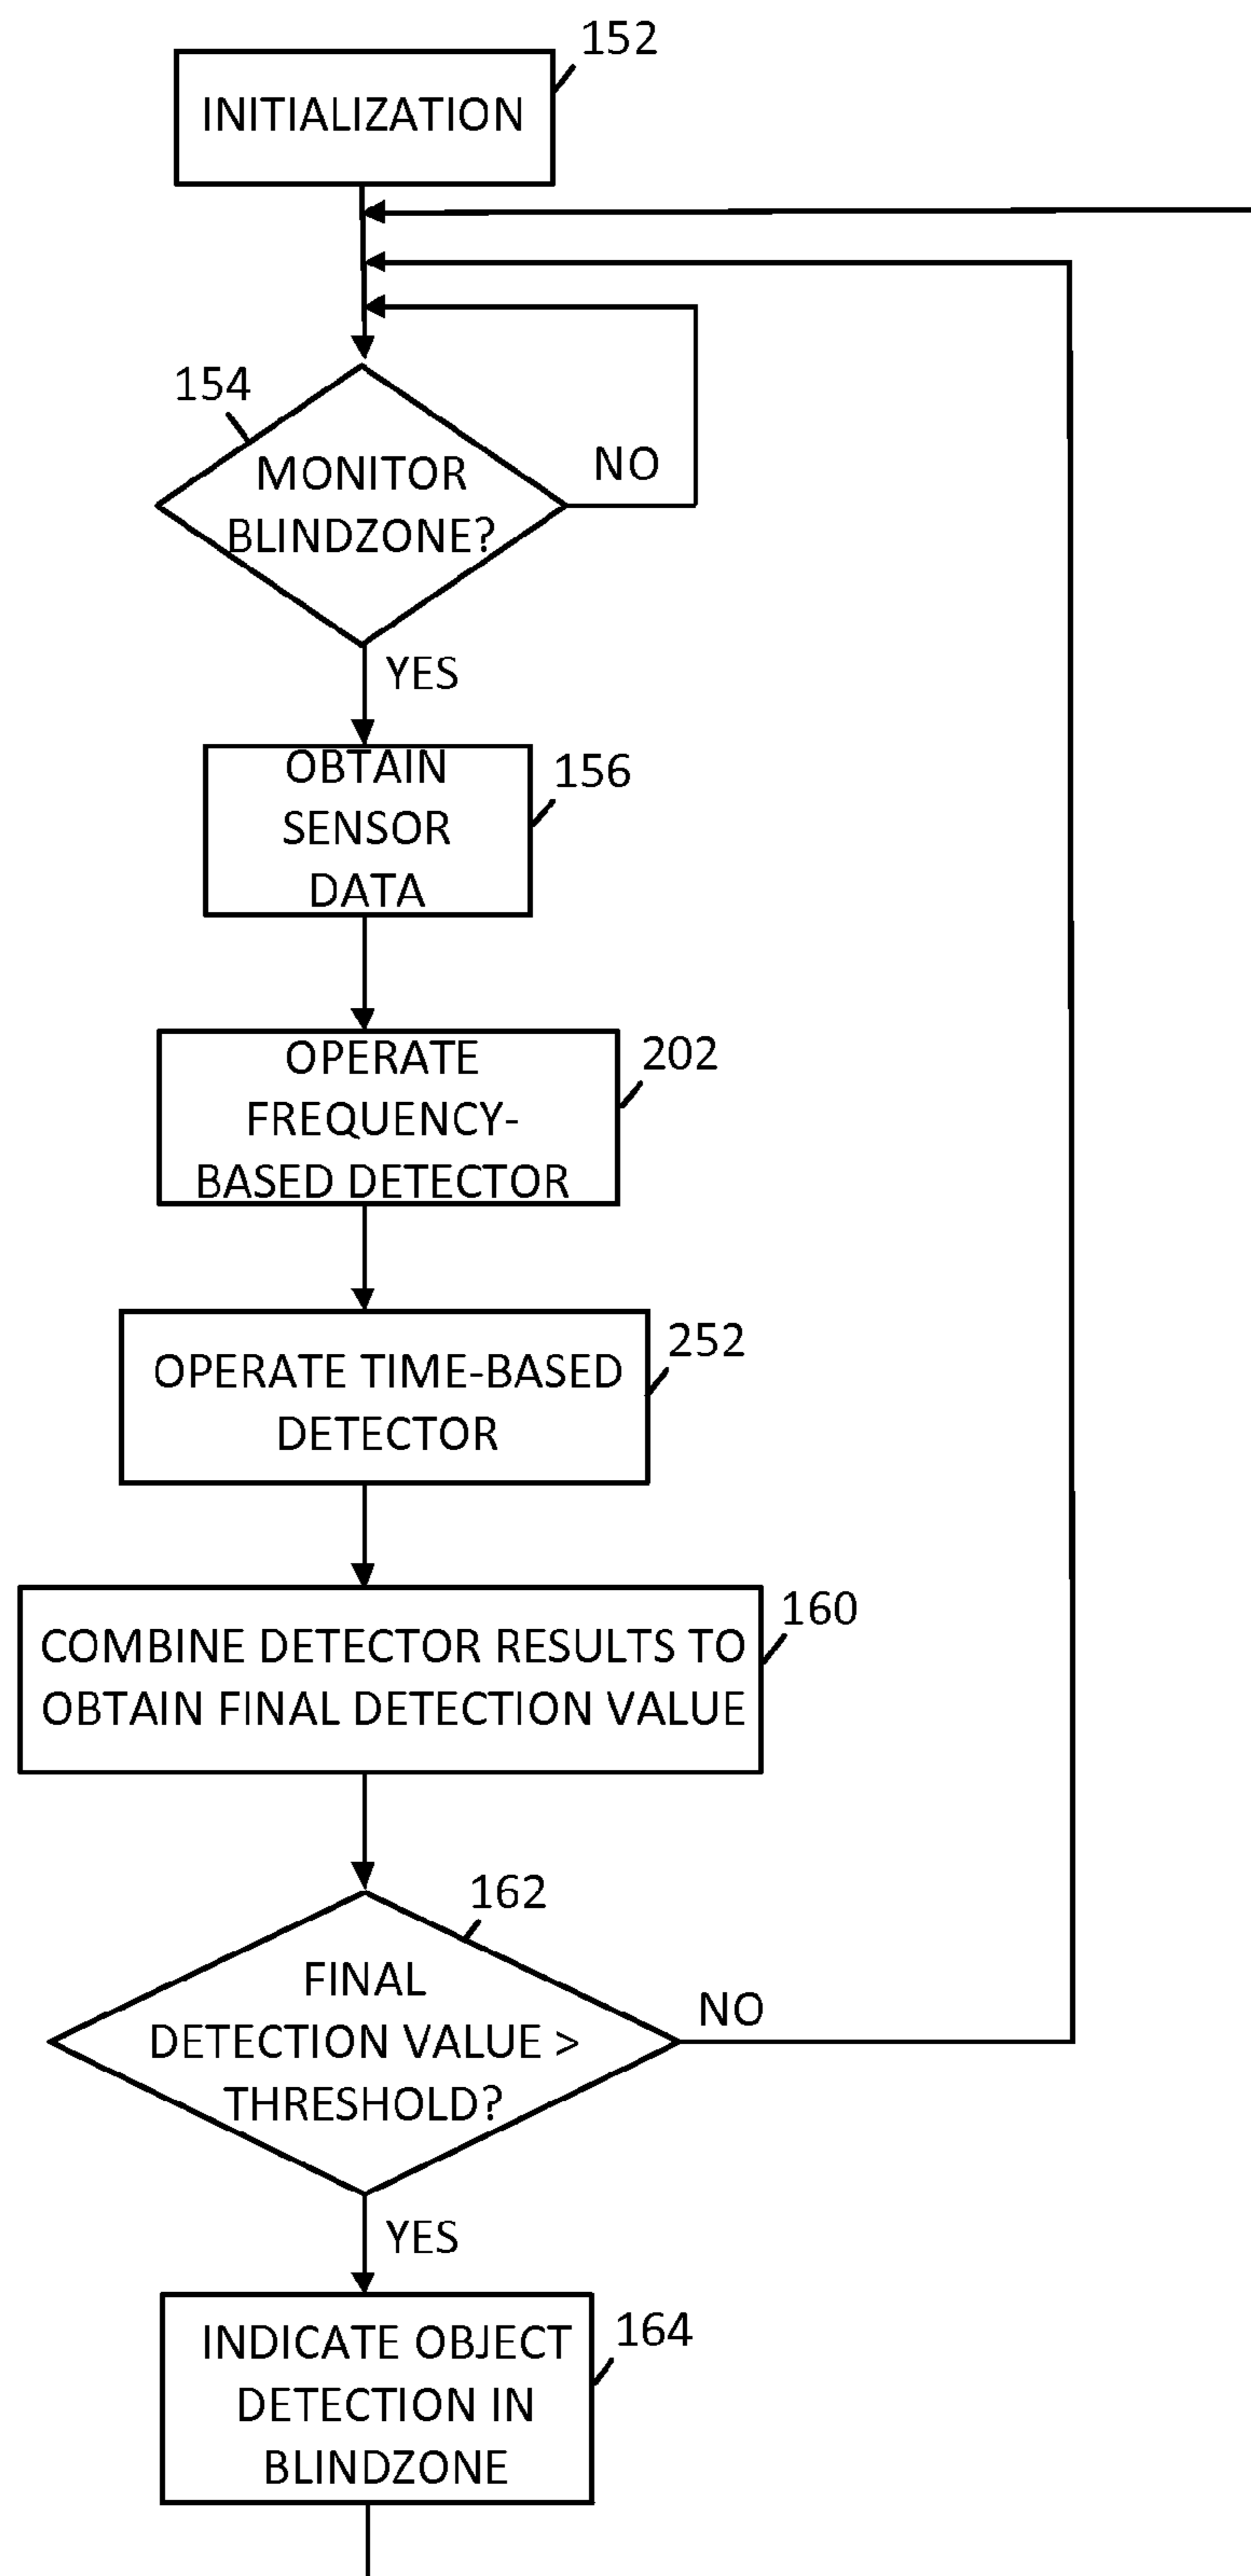 152
INITIALIZATION
154
MONITOR
BLINDZONE?
NO
YES
OBTAIN
SENSOR
DATA
156
OPERATE
FREQUENCY-
BASED DETECTOR
202
OPERATE TIME-BASED
DETECTOR
252
COMBINE DETECTOR RESULTS TO
OBTAIN FINAL DETECTION VALUE
160
162
FINAL
DETECTION VALUE >
THRESHOLD?
NO
YES
INDICATE OBJECT
DETECTION IN
BLINDZONE
164